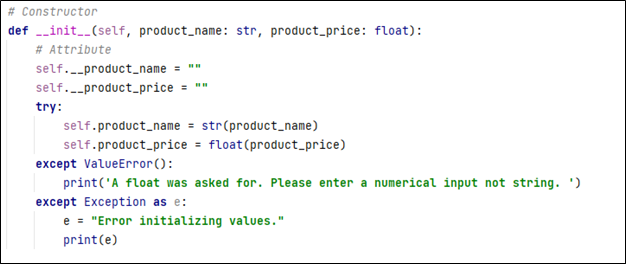 # Constructor
def __init__(self, product_name: str, product_price: float):
    # Attribute
    self.__product_name = ""
    self.__product_price = ""
    try:
        self.product_name = str(product_name)
        self.product_price = float(product_price)
    except ValueError():
        print('A float was asked for. Please enter a numerical input not string. ')
    except Exception as e:
        e = "Error initializing values."
        print(e)